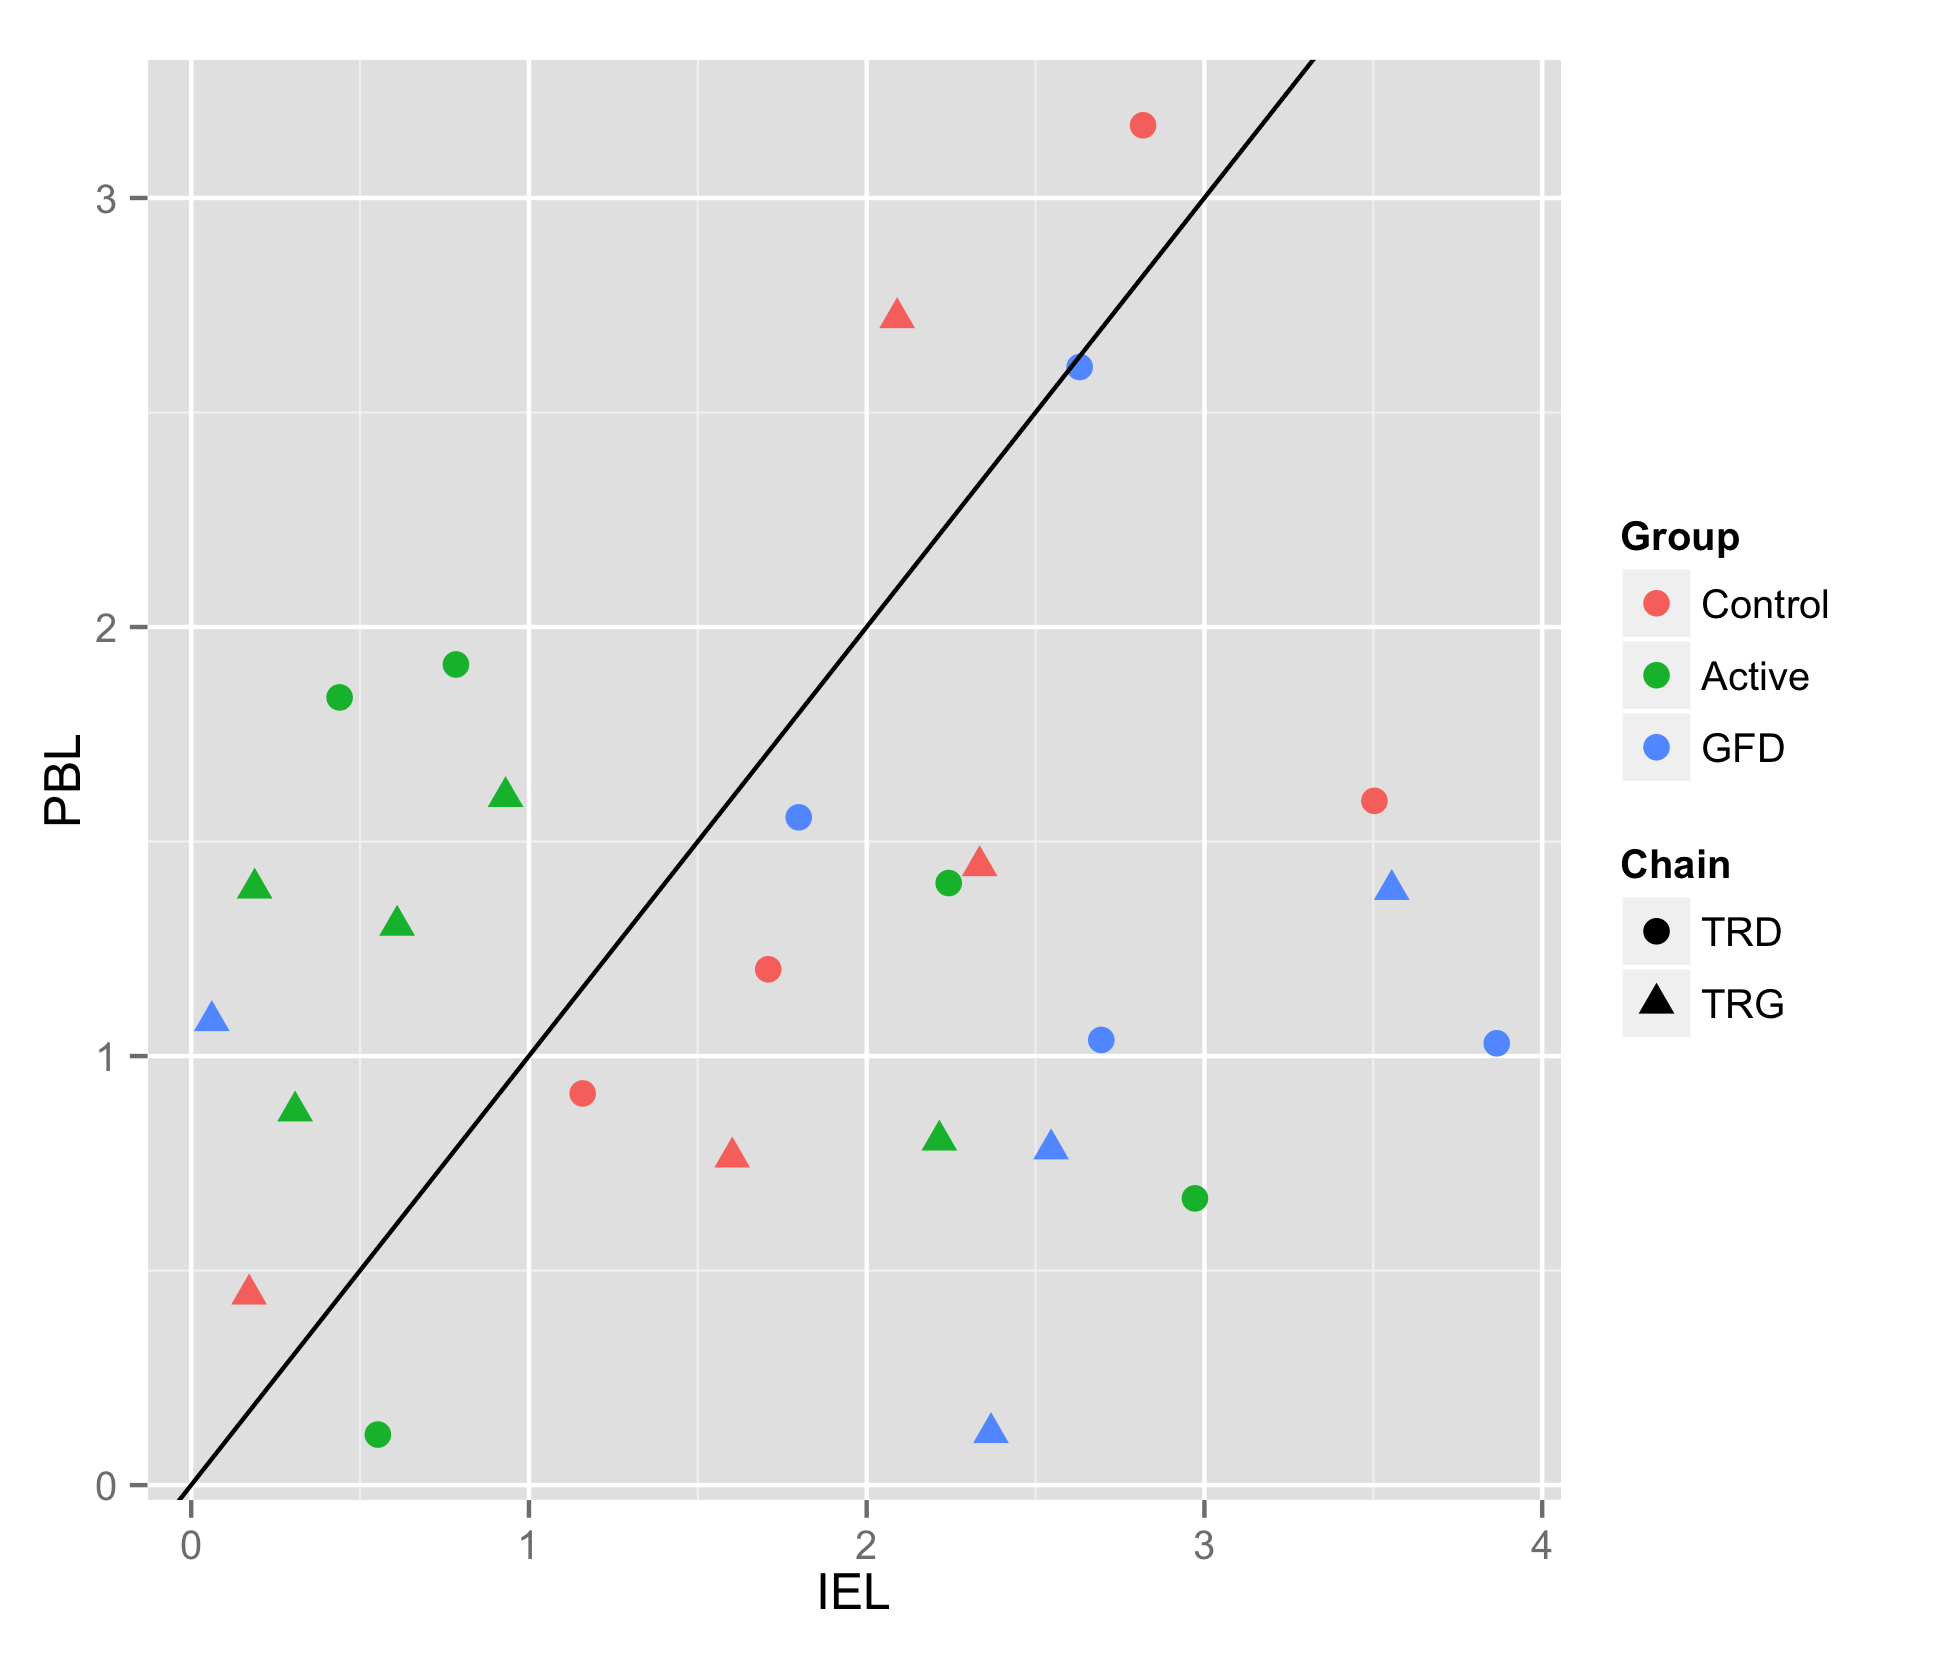 3
2
1
0
PBL
0 1 2 3 4
IEL
Group
Control
Active
GFD
Chain
TRD
TRG